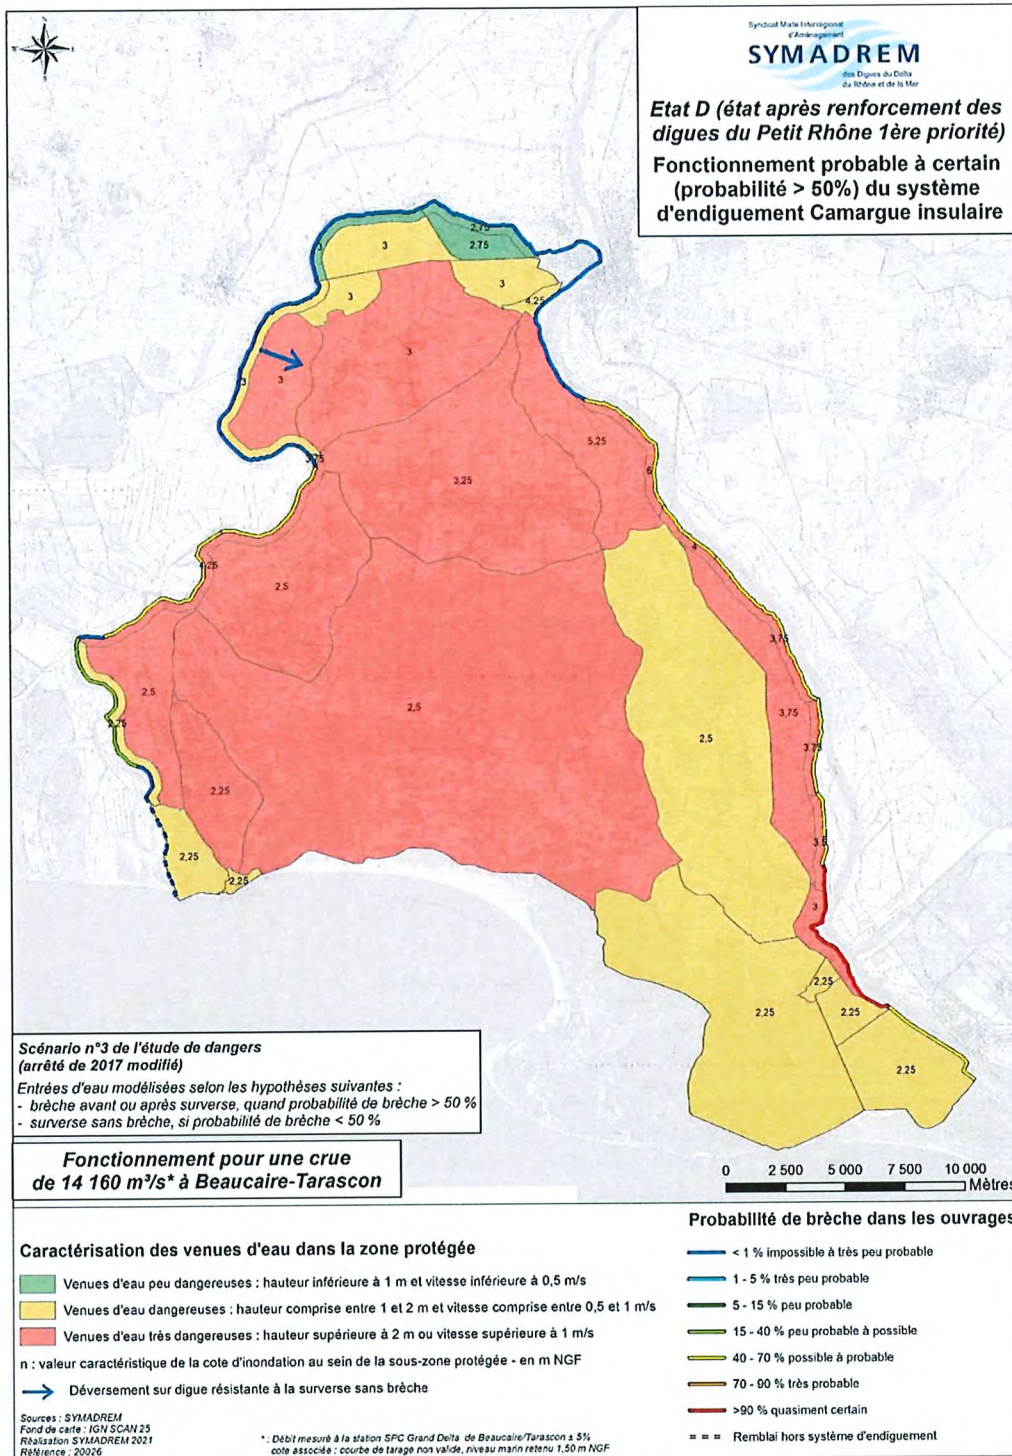 Syndicat Mixte Interrégional
d'Aménagement
SYMADREM
des Digues du Delta
du Rhône et de la Mer
Etat D (état après renforcement des
digues du Petit Rhône 1ère priorité)
Fonctionnement probable à certain
(probabilité > 50%) du système
d'endiguement Camargue insulaire
2,75
3
3
2,75
3
3
4,25
3
3
3
5,25
3,75
3,25
6
4
4,25
2,5
3,75
2,5
2,5
3,75
2,5
3,75
2,25
2,25
3,5
2,25
2,25
3
2,25
2,25
2,25
2,25
Scénario n°3 de l'étude de dangers
(arrêté de 2017 modifié)
Entrées d'eau modélisées selon les hypothèses suivantes :
- brèche avant ou après surverse, quand probabilité de brèche > 50 %
- surverse sans brèche, si probabilité de brèche < 50 %
Fonctionnement pour une crue
de 14 160 m³/s* à Beaucaire-Tarascon
0 2 500 5 000 7 500 10 000
Mètres
Caractérisation des venues d'eau dans la zone protégée
Venues d'eau peu dangereuses : hauteur inférieure à 1 m et vitesse inférieure à 0,5 m/s
Venues d'eau dangereuses : hauteur comprise entre 1 et 2 m et vitesse comprise entre 0,5 et 1 m/s
Venues d'eau très dangereuses : hauteur supérieure à 2 m ou vitesse supérieure à 1 m/s
n : valeur caractéristique de la cote d'inondation au sein de la sous-zone protégée - en m NGF
Déversement sur digue résistante à la surverse sans brèche
Sources : SYMADREM
Fond de carte : IGN SCAN 25
Réalisation SYMADREM 2021
Référence : 20026
* : Débit mesuré à la station SPC Grand Delta de Beaucaire/Tarascon ± 5%
cote associée : courbe de tarage non valide, niveau marin retenu 1,50 m NGF
Probabilité de brèche dans les ouvrages
< 1 % impossible à très peu probable
1 - 5 % très peu probable
5 - 15 % peu probable
15 - 40 % peu probable à possible
40 - 70 % possible à probable
70 - 90 % très probable
>90 % quasiment certain
Remblai hors système d'endiguement